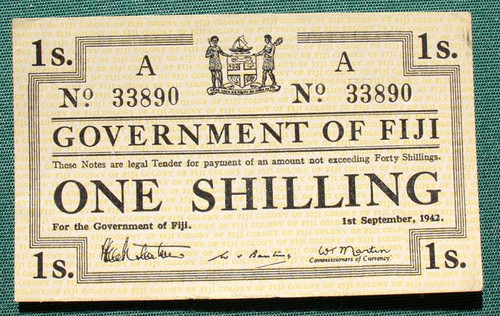 1s. 1s.
A A
Nº 33890 Nº 33890
GOVERNMENT OF FIJI
These Notes are legal Tender for payment of an amount not exceeding Forty Shillings.
ONE SHILLING
For the Government of Fiji. 1st September, 1942.
W Martin
Commissioners of Currency
1s. 1s.